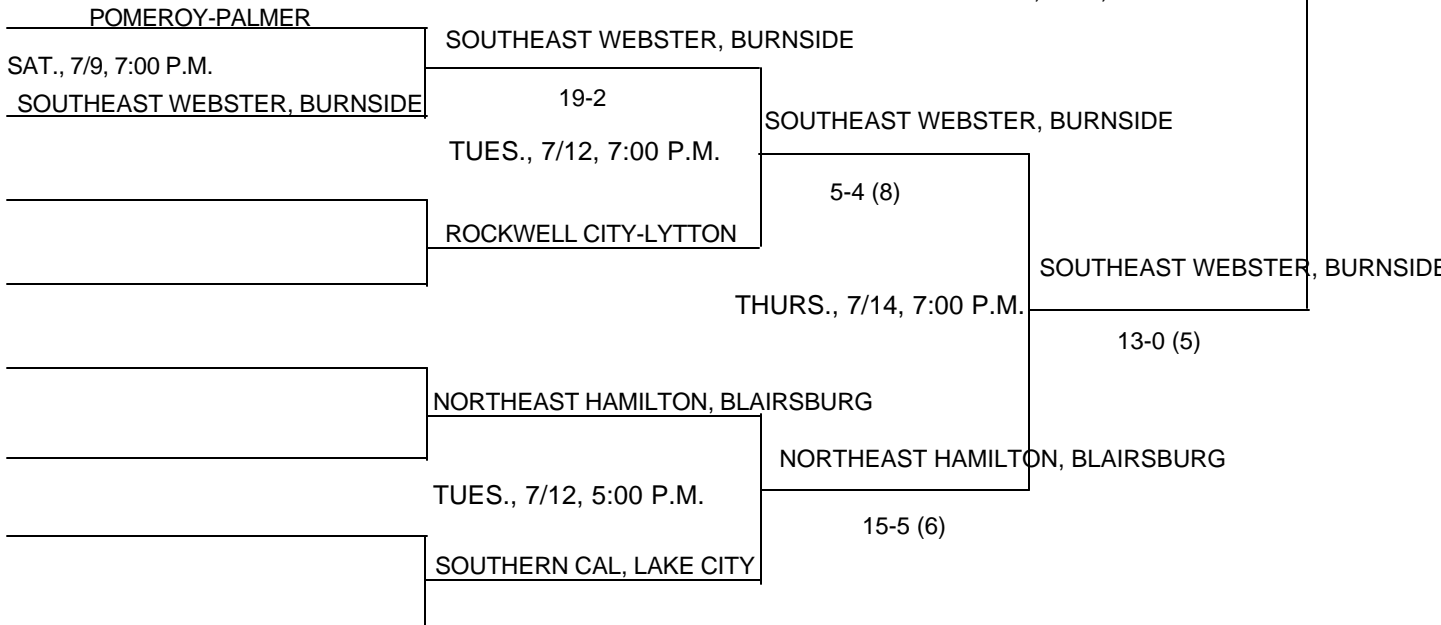 POMEROY-PALMER
SOUTHEAST WEBSTER, BURNSIDE
SAT., 7/9, 7:00 P.M.
SOUTHEAST WEBSTER, BURNSIDE
19-2
SOUTHEAST WEBSTER, BURNSIDE
TUES., 7/12, 7:00 P.M.
5-4 (8)
ROCKWELL CITY-LYTTON
SOUTHEAST WEBSTER, BURNSIDE
THURS., 7/14, 7:00 P.M.
13-0 (5)
NORTHEAST HAMILTON, BLAIRSBURG
NORTHEAST HAMILTON, BLAIRSBURG
TUES., 7/12, 5:00 P.M.
15-5 (6)
SOUTHERN CAL, LAKE CITY